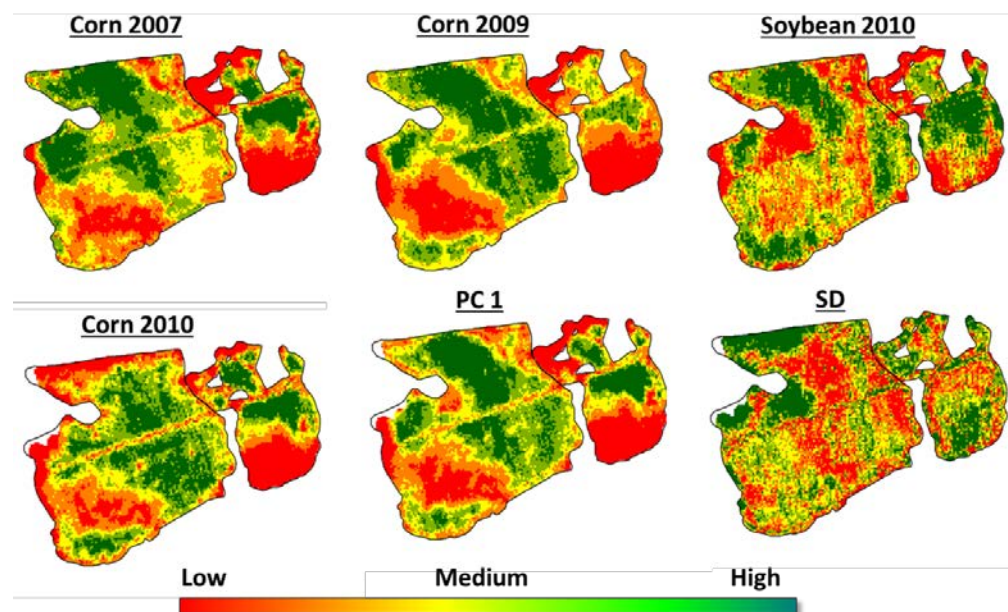 Corn 2007
Corn 2009
Soybean 2010
Corn 2010
PC 1
SD
Low
Medium
High